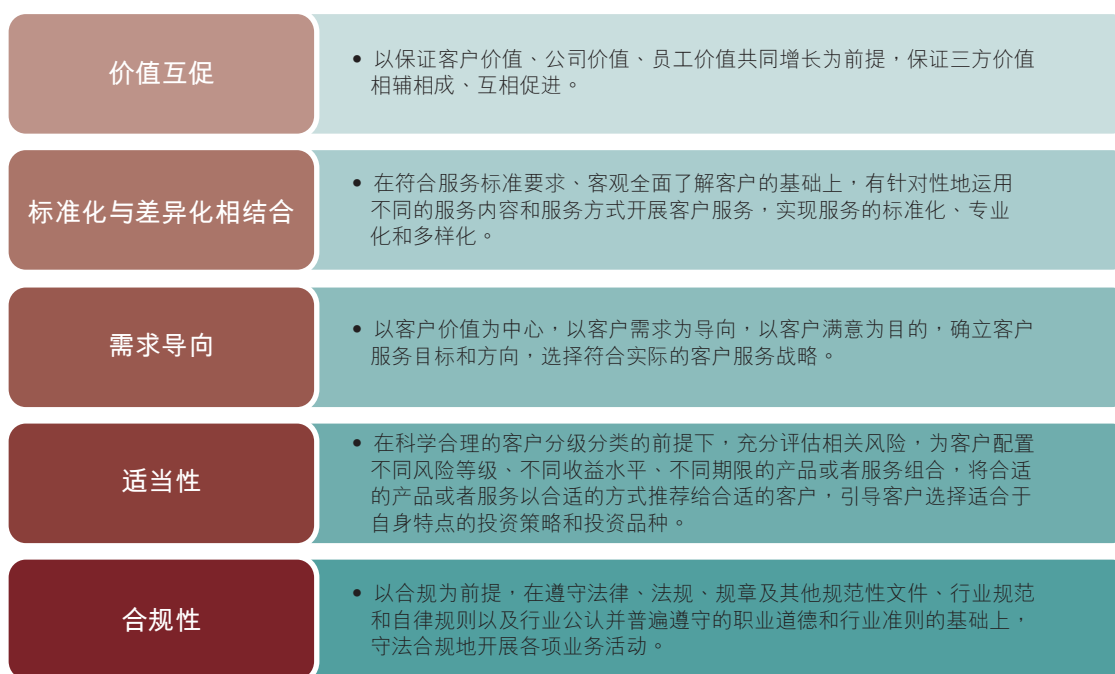 价值互促
• 以保证客户价值、公司价值、员工价值共同增长为前提，保证三方价值
相辅相成、互相促进。
标准化与差异化相结合
• 在符合服务标准要求、客观全面了解客户的基础上，有针对性地运用
不同的服务内容和服务方式开展客户服务，实现服务的标准化、专业
化和多样化。
需求导向
• 以客户价值为中心，以客户需求为导向，以客户满意为目的，确立客户
服务目标和方向，选择符合实际的客户服务战略。
适当性
• 在科学合理的客户分级分类的前提下，充分评估相关风险，为客户配置
不同风险等级、不同收益水平、不同期限的产品或者服务组合，将合适
的产品或者服务以合适的方式推荐给合适的客户，引导客户选择适合于
自身特点的投资策略和投资品种。
合规性
• 以合规为前提，在遵守法律、法规、规章及其他规范性文件、行业规范
和自律规则以及行业公认并普遍遵守的职业道德和行业准则的基础上，
守法合规地开展各项业务活动。